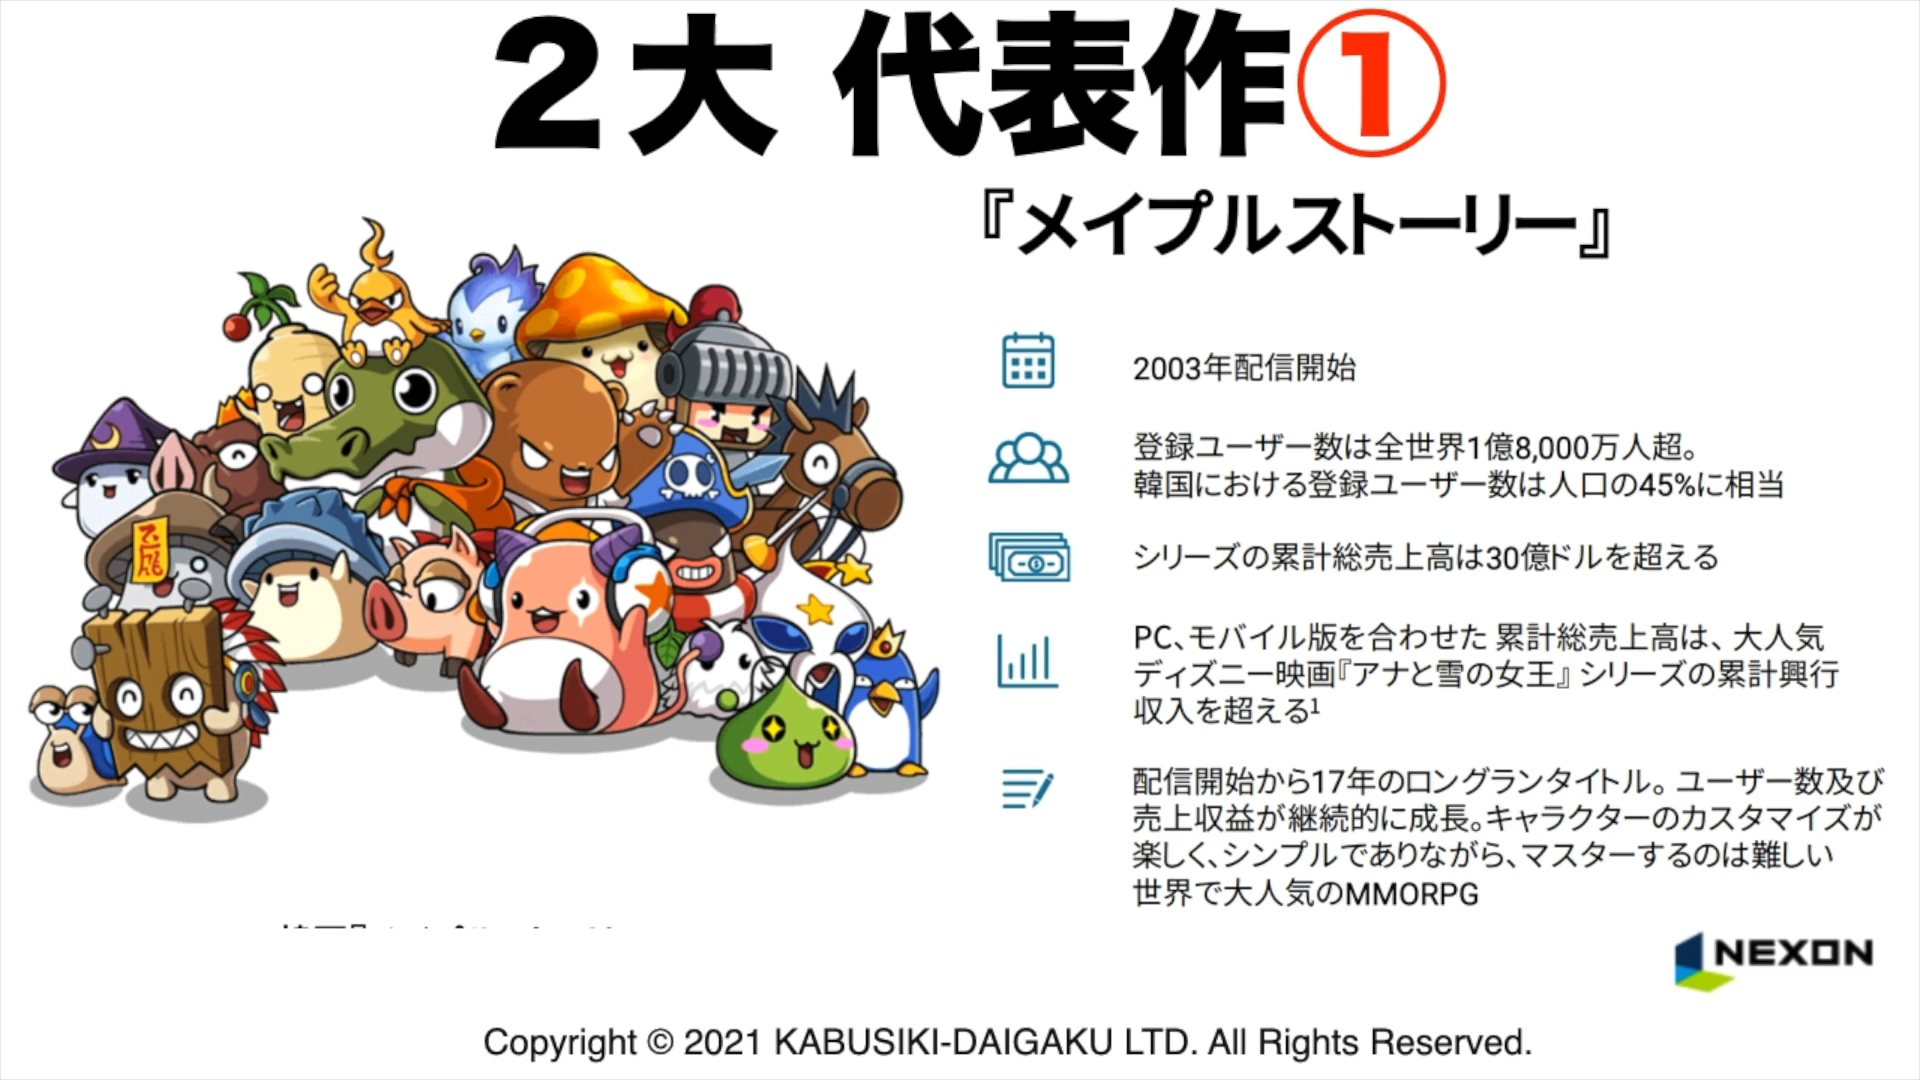 2大 代表作①
『メイプルストーリー』
2003年配信開始
登録ユーザー数は全世界1億8,000万人超。
韓国における登録ユーザー数は人口の45%に相当
シリーズの累計総売上高は30億ドルを超える
PC、モバイル版を合わせた 累計総売上高は、大人気
ディズニー映画『アナと雪の女王』 シリーズの累計興行
収入を超える¹
配信開始から17年のロングランタイトル。 ユーザー数及び
売上収益が継続的に成長。キャラクターのカスタマイズが
楽しく、シンプルでありながら、マスターするのは難しい
世界で大人気のMMORPG
NEXON
Copyright © 2021 KABUSIKI-DAIGAKU LTD. All Rights Reserved.